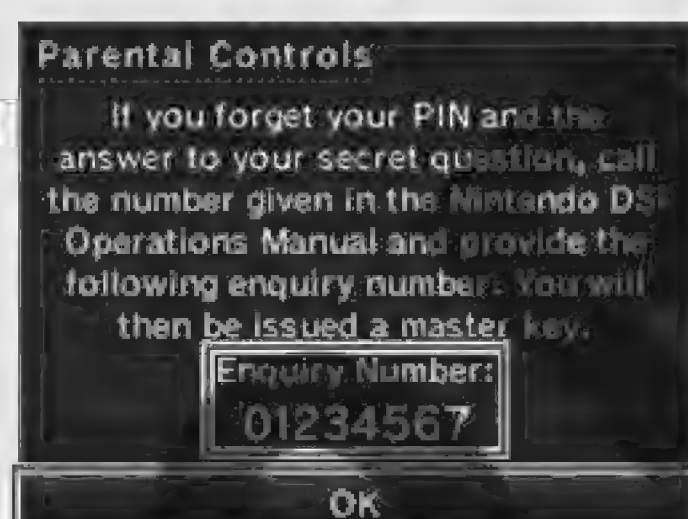 Parental Controls
If you forget your PIN and the
answer to your secret question, call
the number given in the Nintendo DSi
Operations Manual and provide the
following enquiry number. You will
then be issued a master key.
Enquiry Number:
01234567
OK